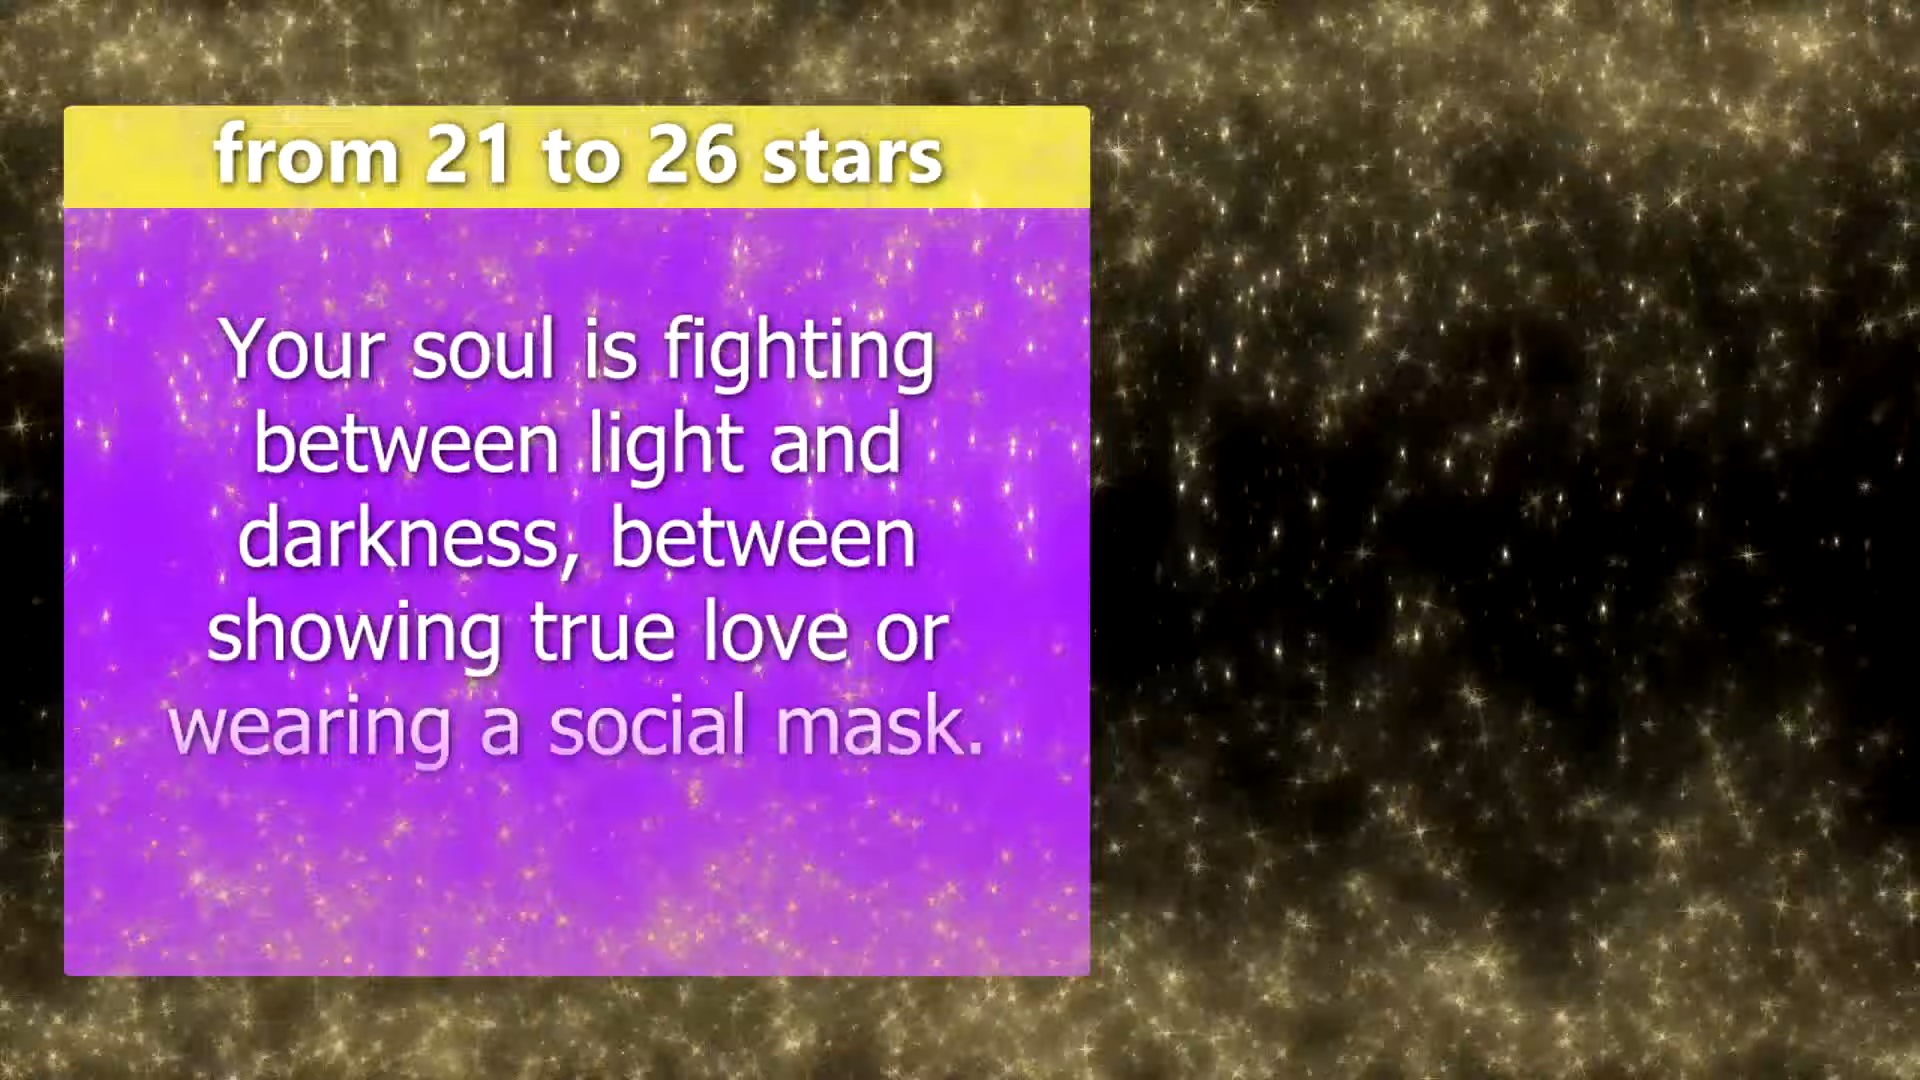 from 21 to 26 stars
Your soul is fighting
between light and
darkness, between
showing true love or
wearing a social mask.